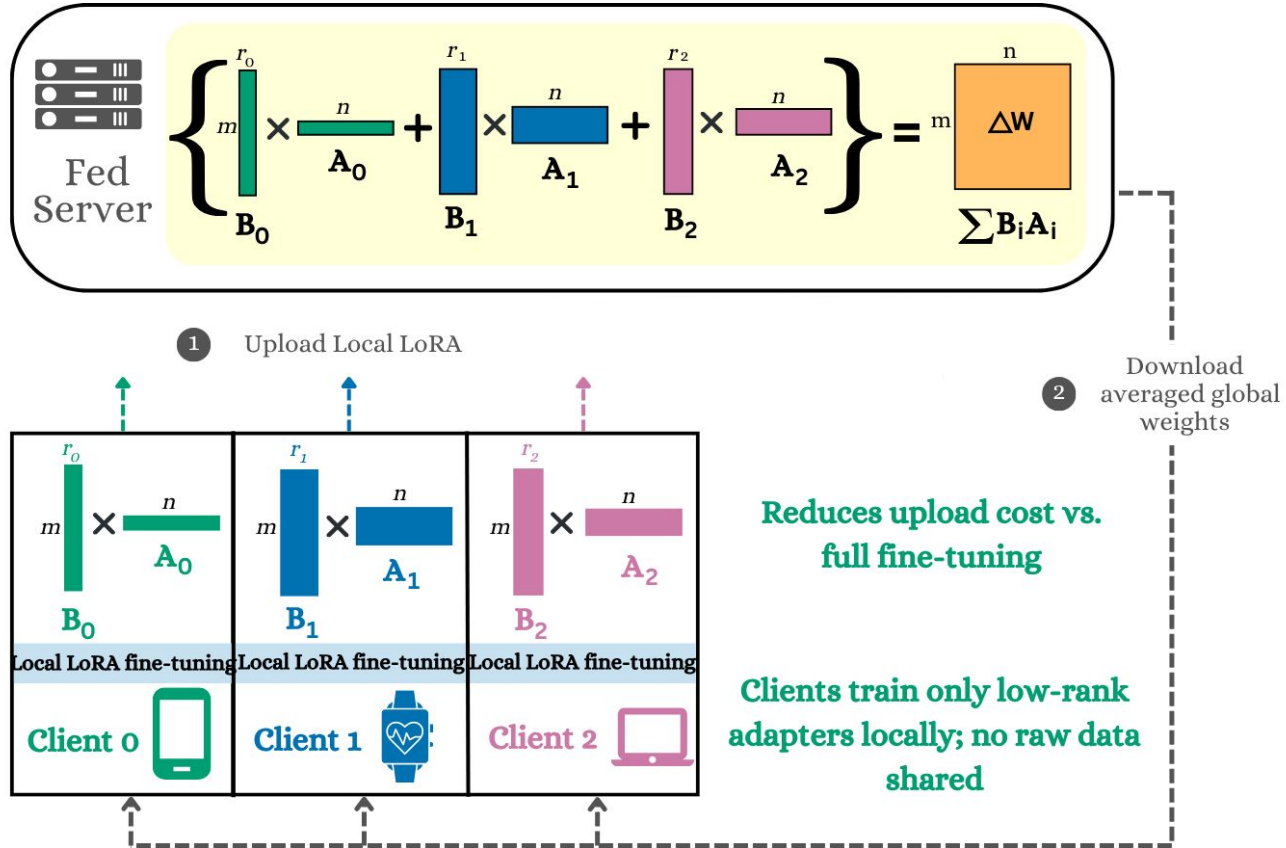 r₀
r₁
r₂
n
m
n
n
n
m
ΔW
A₀
A₁
A₂
B₀
B₁
B₂
∑BᵢAᵢ
Fed
Server
{ × + × + × } =
1
Upload Local LoRA
2
Download
averaged global
weights
r₀
r₁
r₂
m
×
n
A₀
B₀
m
×
n
A₁
B₁
m
×
n
A₂
B₂
Local LoRA fine-tuning
Local LoRA fine-tuning
Local LoRA fine-tuning
Client 0
Client 1
Client 2
Reduces upload cost vs.
full fine-tuning
Clients train only low-rank
adapters locally; no raw data
shared